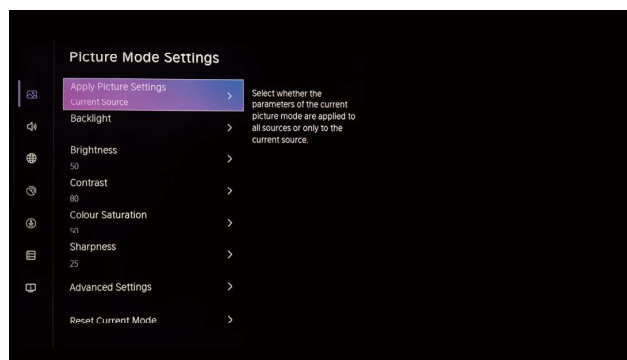 Picture Mode Settings
Apply Picture Settings
Current Source
Select whether the
parameters of the current
picture mode are applied to
all sources or only to the
current source.
Backlight
Brightness
50
Contrast
80
Colour Saturation
50
Sharpness
25
Advanced Settings
Reset Current Mode